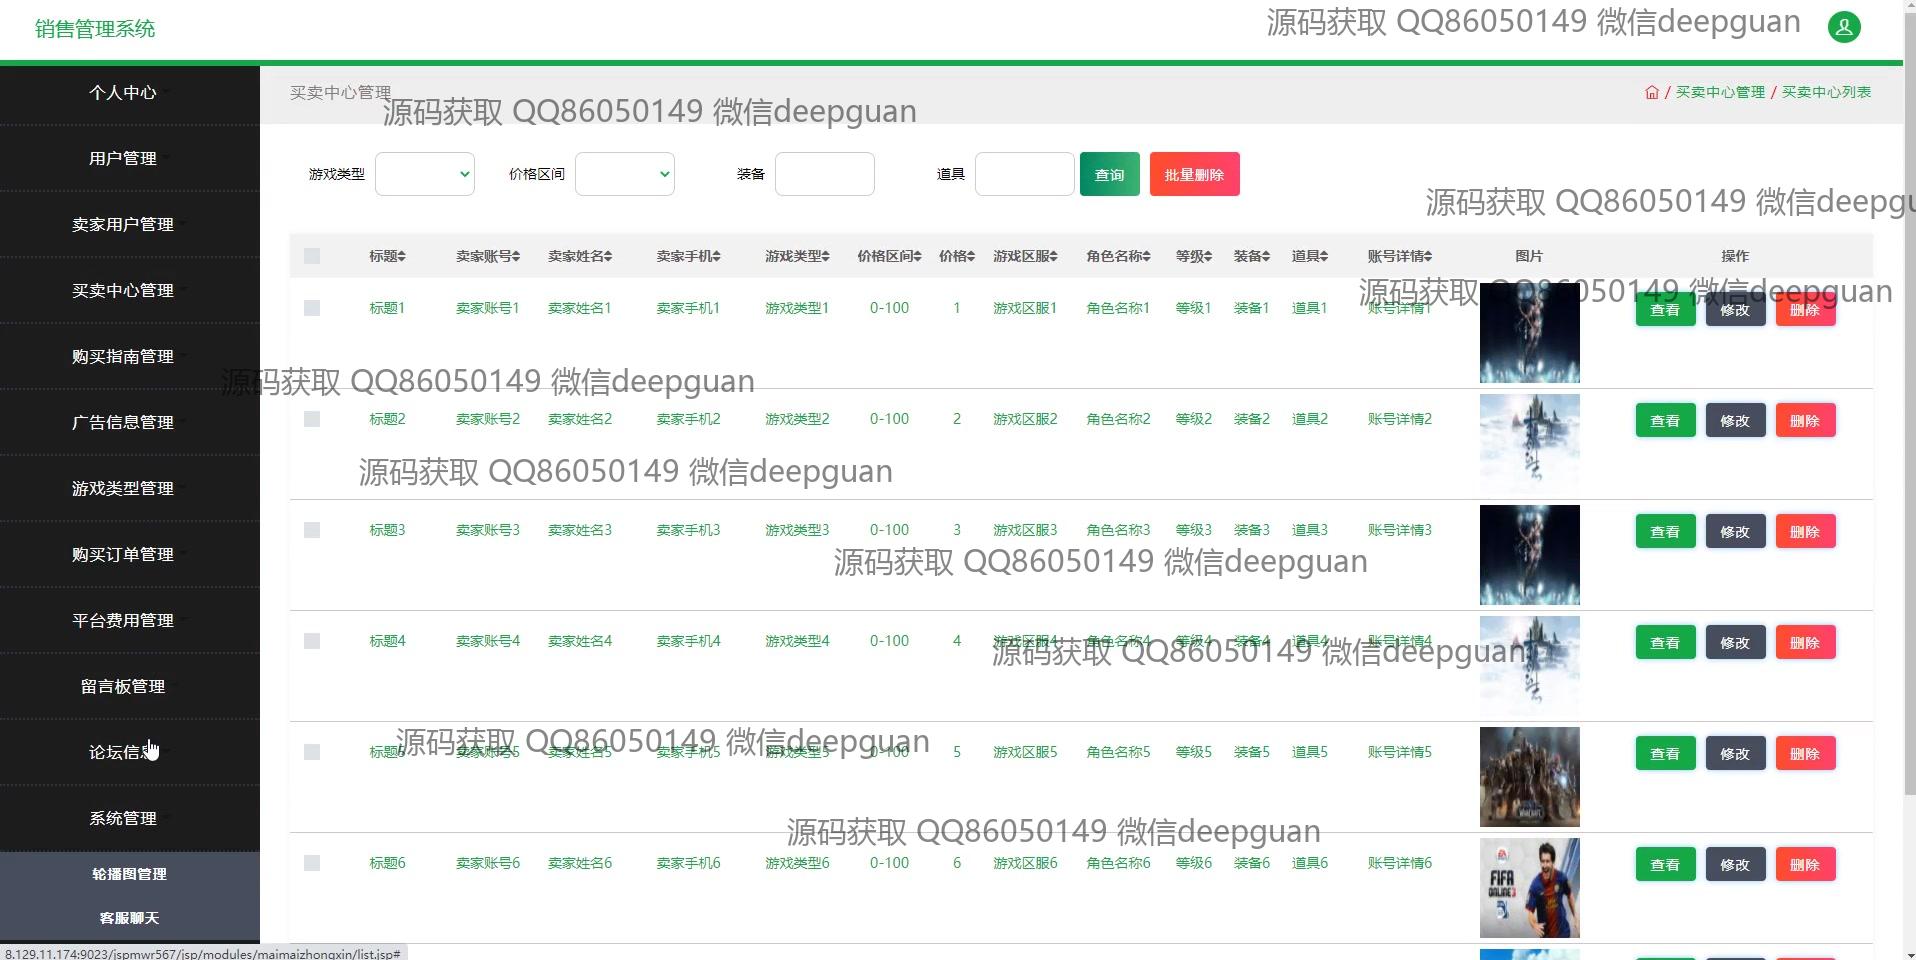 销售管理系统
源码获取 QQ86050149 微信deepguan
个人中心
用户管理
卖家用户管理
买卖中心管理
购买指南管理
广告信息管理
游戏类型管理
购买订单管理
平台费用管理
留言板管理
论坛信息
系统管理
轮播图管理
客服聊天
买卖中心管理
/ 买卖中心管理 / 买卖中心列表
源码获取 QQ86050149 微信deepguan
游戏类型 价格区间 装备 道具 查询 批量删除
源码获取 QQ86050149 微信deepgu
标题 卖家账号 卖家姓名 卖家手机 游戏类型 价格区间 价格 游戏区服 角色名称 等级 装备 道具 账号详情 图片 操作
源码获取 QQ86050149 微信deepguan
标题1 卖家账号1 卖家姓名1 卖家手机1 游戏类型1 0-100 1 游戏区服1 角色名称1 等级1 装备1 道具1 账号详情1 查看 修改 删除
源码获取 QQ86050149 微信deepguan
标题2 卖家账号2 卖家姓名2 卖家手机2 游戏类型2 0-100 2 游戏区服2 角色名称2 等级2 装备2 道具2 账号详情2 查看 修改 删除
源码获取 QQ86050149 微信deepguan
标题3 卖家账号3 卖家姓名3 卖家手机3 游戏类型3 0-100 3 游戏区服3 角色名称3 等级3 装备3 道具3 账号详情3 查看 修改 删除
源码获取 QQ86050149 微信deepguan
标题4 卖家账号4 卖家姓名4 卖家手机4 游戏类型4 0-100 4 游戏区服4 角色名称4 等级4 装备4 道具4 账号详情4 查看 修改 删除
源码获取 QQ86050149 微信deepguan
源码获取 QQ86050149 微信deepguan
标题5 卖家账号5 卖家姓名5 卖家手机5 游戏类型5 0-100 5 游戏区服5 角色名称5 等级5 装备5 道具5 账号详情5 查看 修改 删除
源码获取 QQ86050149 微信deepguan
标题6 卖家账号6 卖家姓名6 卖家手机6 游戏类型6 0-100 6 游戏区服6 角色名称6 等级6 装备6 道具6 账号详情6 查看 修改 删除
FIFA
ONLINE3
8.129.11.174:9023/jspmwr567/jsp/modules/maimaizhongxin/list.jsp#